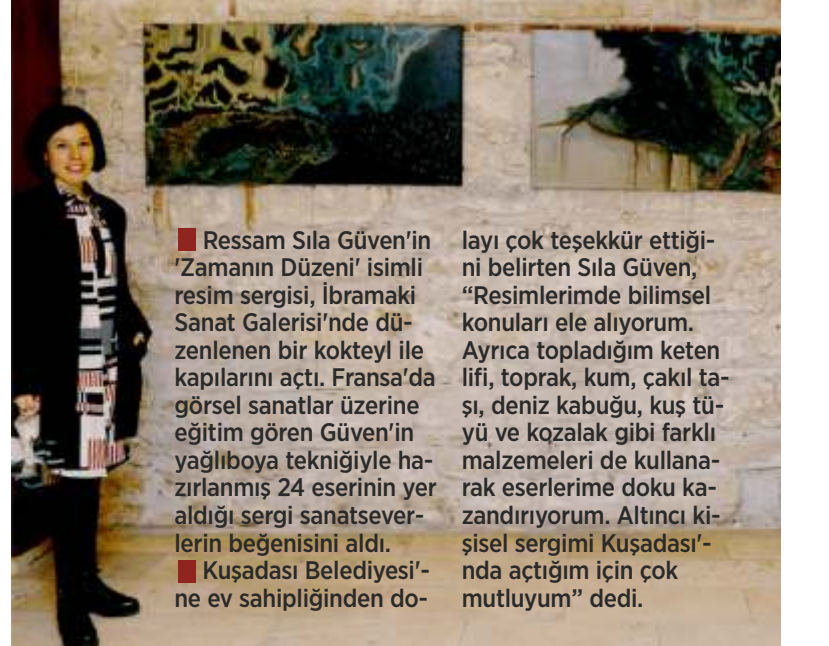 Ressam Sıla Güven'in
'Zamanın Düzeni' isimli
resim sergisi, İbramaki
Sanat Galerisi'nde dü-
zenlenen bir kokteyl ile
kapılarını açtı. Fransa'da
görsel sanatlar üzerine
eğitim gören Güven'in
yağlıboya tekniğiyle ha-
zırlanmış 24 eserinin yer
aldığı sergi sanatsever-
lerin beğenisini aldı.
Kuşadası Belediyesi'-
ne ev sahipliğinden do-
layı çok teşekkür ettiği-
ni belirten Sıla Güven,
“Resimlerimde bilimsel
konuları ele alıyorum.
Ayrıca topladığım keten
lifi, toprak, kum, çakıl ta-
şı, deniz kabuğu, kuş tü-
yü ve kozalak gibi farklı
malzemeleri de kullana-
rak eserlerime doku ka-
zandırıyorum. Altıncı ki-
şisel sergimi Kuşadası'-
nda açtığım için çok
mutluyum” dedi.